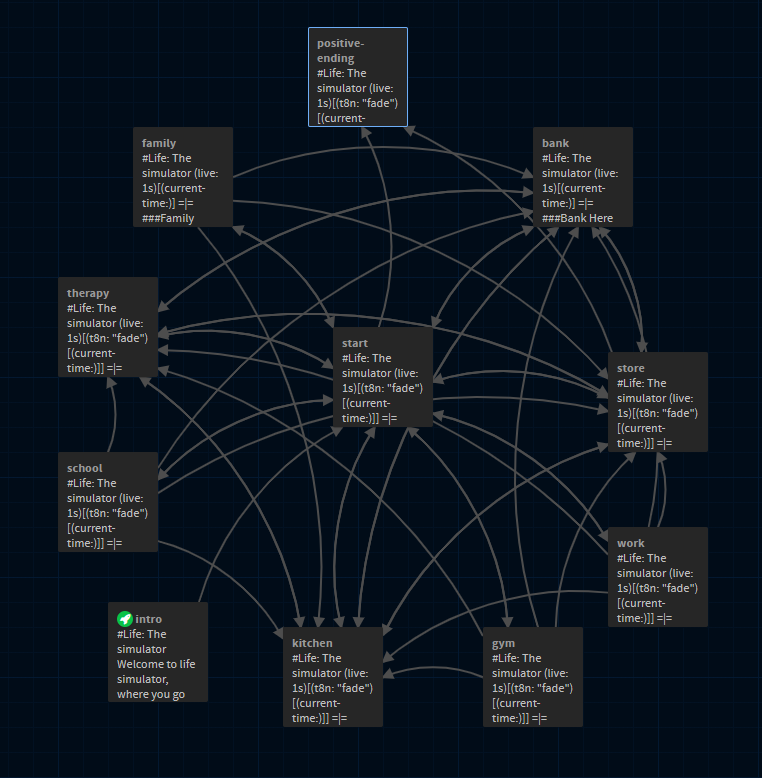 positive-
ending
#Life: The
simulator (live:
1s)[(t8n: "fade")
[(current-
family
#Life: The
simulator (live:
1s)[(current-
time:)] =|=
###Family
bank
#Life: The
simulator (live:
1s)[(current-
time:)] =|=
###Bank Here
therapy
#Life: The
simulator (live:
1s)[(t8n: "fade")
[(current-
time:)]] =|=
start
#Life: The
simulator (live:
1s)[(t8n: "fade")
[(current-
time:)]] =|=
store
#Life: The
simulator (live:
1s)[(t8n: "fade")
[(current-
time:)]] =|=
school
#Life: The
simulator (live:
1s)[(t8n: "fade")
[(current-
time:)]] =|=
work
#Life: The
simulator (live:
1s)[(t8n: "fade")
[(current-
time:)]] =|=
intro
#Life: The
simulator
Welcome to life
simulator,
where you go
kitchen
#Life: The
simulator (live:
1s)[(t8n: "fade")
[(current-
time:)]] =|=
gym
#Life: The
simulator (live:
1s)[(t8n: "fade")
[(current-
time:)]] =|=